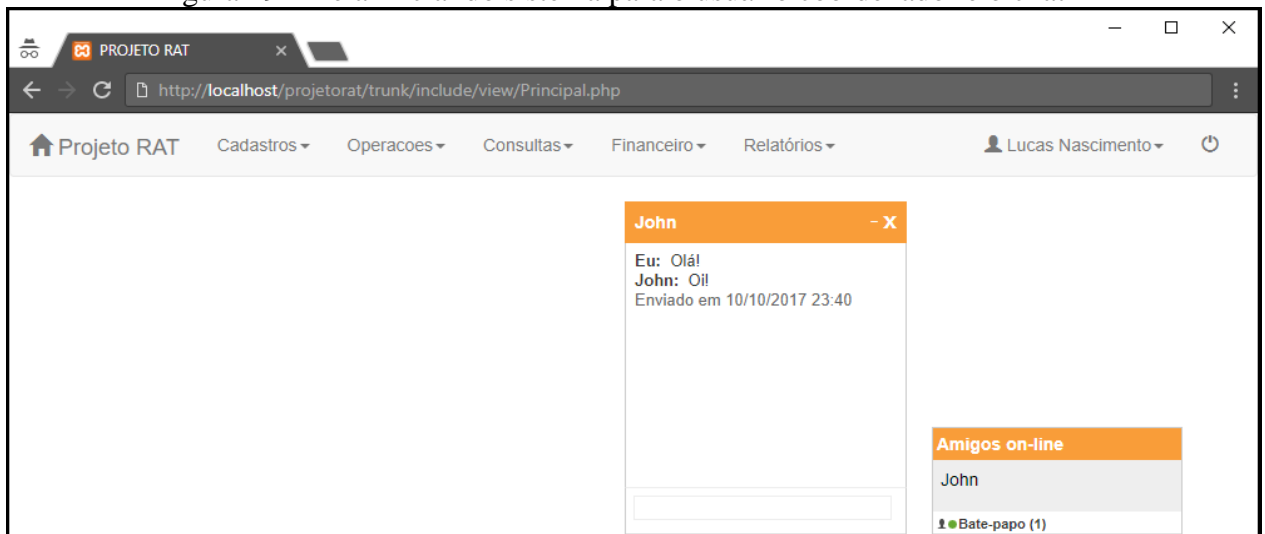 PROJETO RAT
http://localhost/projetorat/trunk/include/view/Principal.php
Projeto RAT Cadastros Operacoes Consultas Financeiro Relatórios Lucas Nascimento
John - X
Eu: Olá!
John: Oi!
Enviado em 10/10/2017 23:40
Amigos on-line
John
Bate-papo (1)